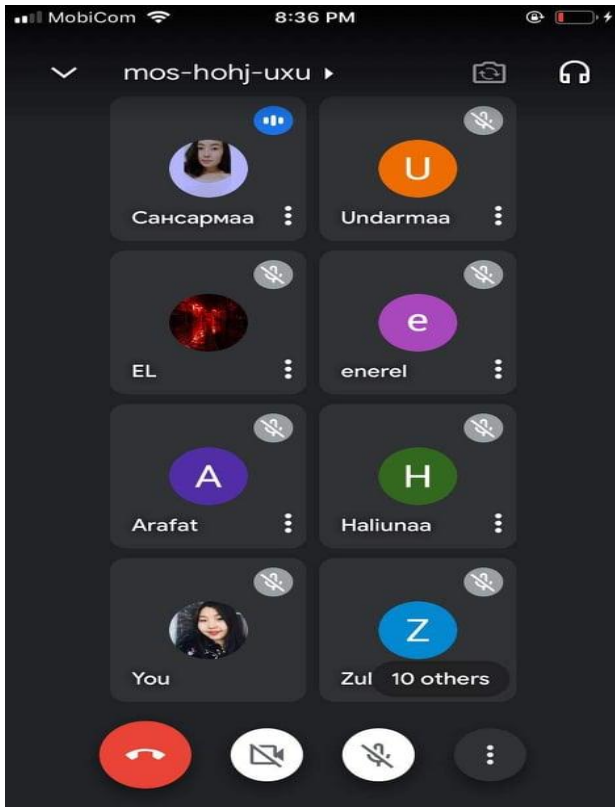 MobiCom 8:36 PM
mos-hohj-uxu
U
Сансармаа Undarmaa
e
EL enerel
A H
Arafat Haliunaa
Z
You Zul 10 others